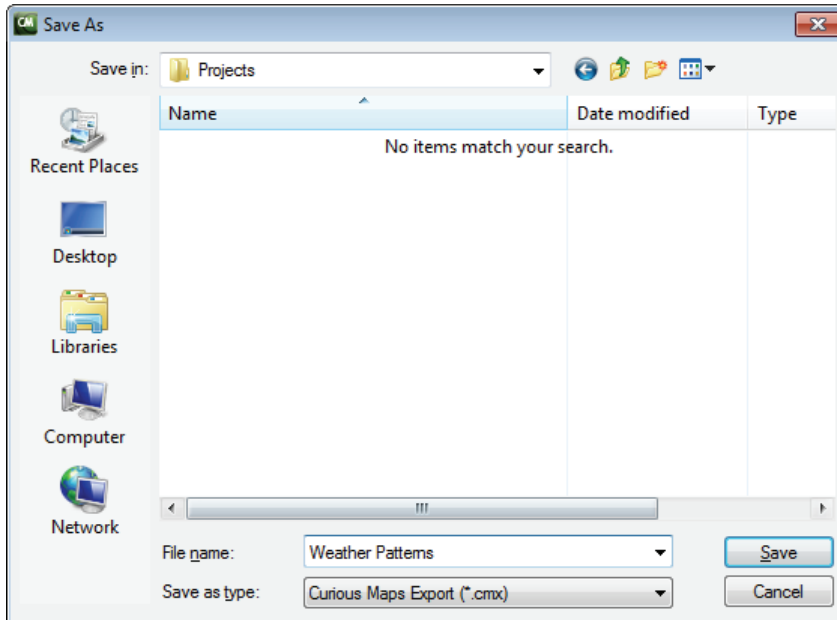 CM Save As
Save in: Projects
Name Date modified Type
No items match your search.
Recent Places
Desktop
Libraries
Computer
Network
File name: Weather Patterns Save
Save as type: Curious Maps Export (*.cmx) Cancel